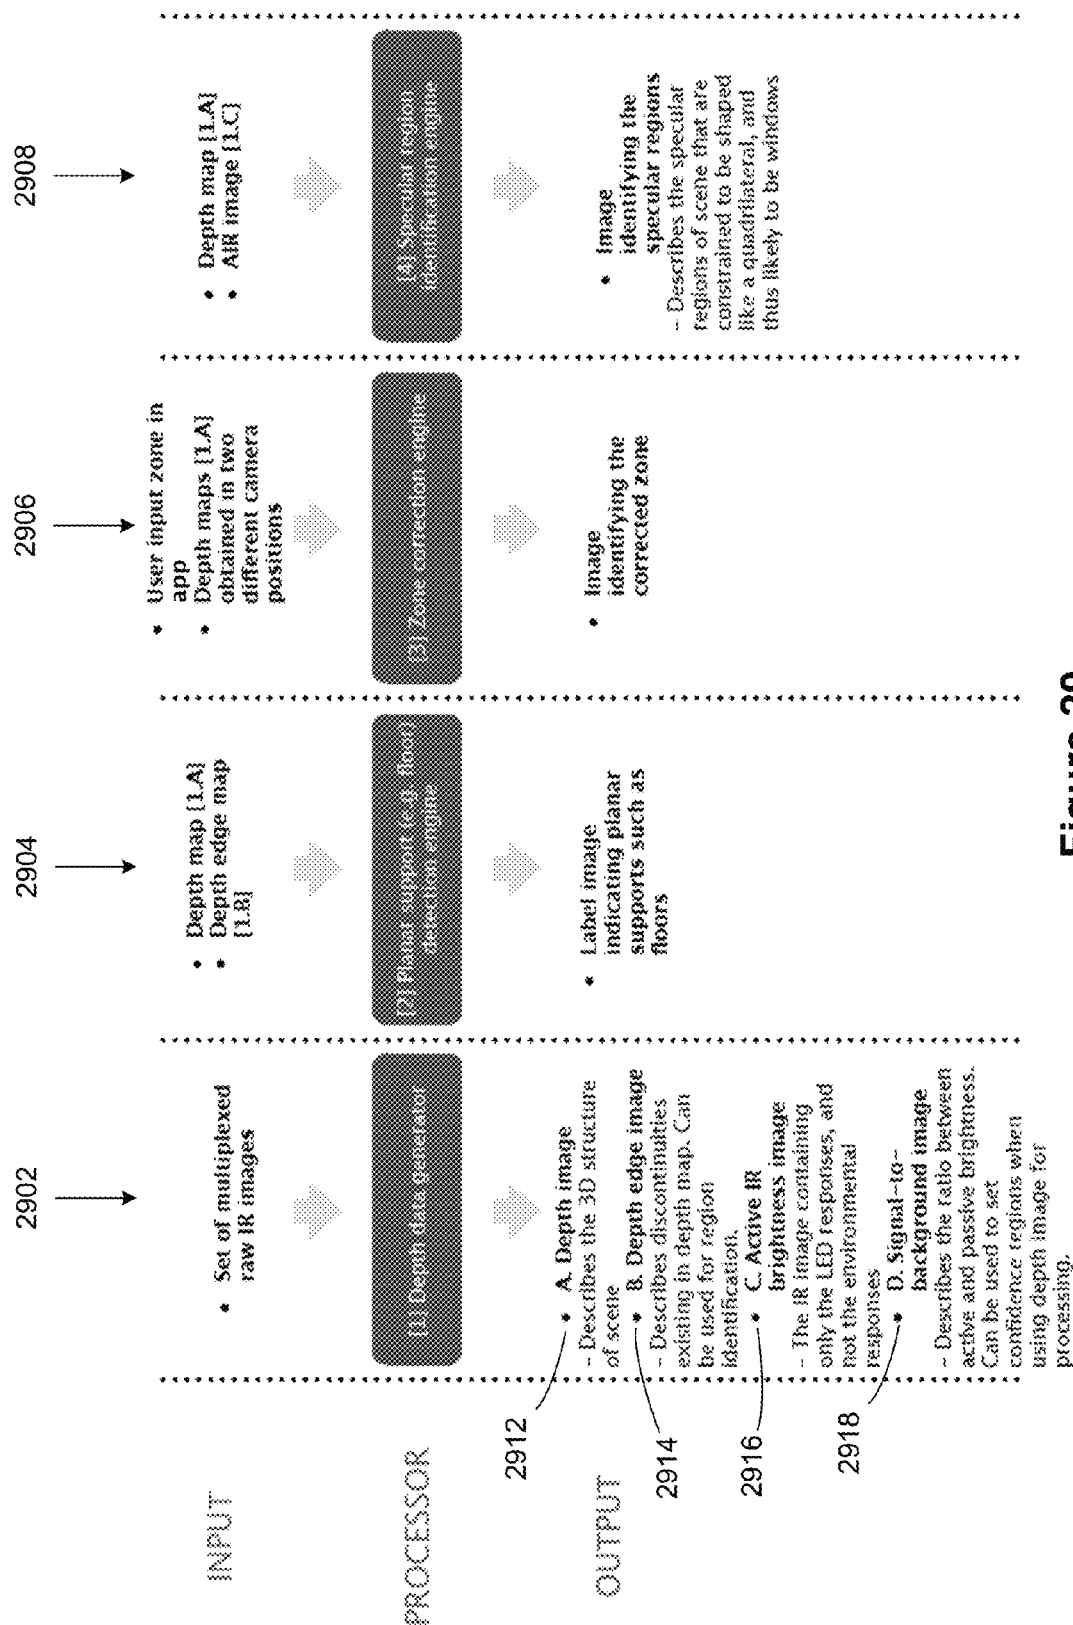 2902
2904
2906
2908
INPUT
• Set of multiplexed
raw IR images
• Depth map [1.A]
• Depth edge map
[1.B]
• User input zone in
app
• Depth maps [1.A]
obtained in two
different camera
positions
• Depth map [1.A]
• AIR image [1.C]
PROCESSOR
[1] Depth data generator
[2] Planar support (e.g. floor)
detection engine
[3] Zone correction engine
[4] Specular region
identification engine
OUTPUT
2912
• A. Depth image
– Describes the 3D structure
of scene
2914
• B. Depth edge image
– Describes discontinuities
existing in depth map. Can
be used for region
identification.
2916
• C. Active IR
brightness image
– The IR image containing
only the LED responses, and
not the environmental
responses
2918
• D. Signal-to-
background image
– Describes the ratio between
active and passive brightness.
Can be used to set
confidence regions when
using depth image for
processing.
• Label image
indicating planar
supports such as
floors
• Image
identifying the
corrected zone
• Image
identifying the
specular regions
– Describes the specular
regions of scene that are
constrained to be shaped
like a quadrilateral, and
thus likely to be windows
Figure